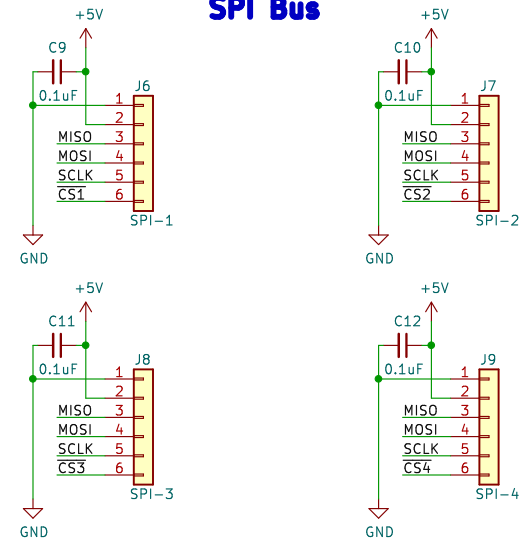 SPI Bus
+5V
C9
0.1uF
J6
1
2
MISO 3
MOSI 4
SCLK 5
CS1 6
SPI-1
GND
+5V
C10
0.1uF
J7
1
2
MISO 3
MOSI 4
SCLK 5
CS2 6
SPI-2
GND
+5V
C11
0.1uF
J8
1
2
MISO 3
MOSI 4
SCLK 5
CS3 6
SPI-3
GND
+5V
C12
0.1uF
J9
1
2
MISO 3
MOSI 4
SCLK 5
CS4 6
SPI-4
GND